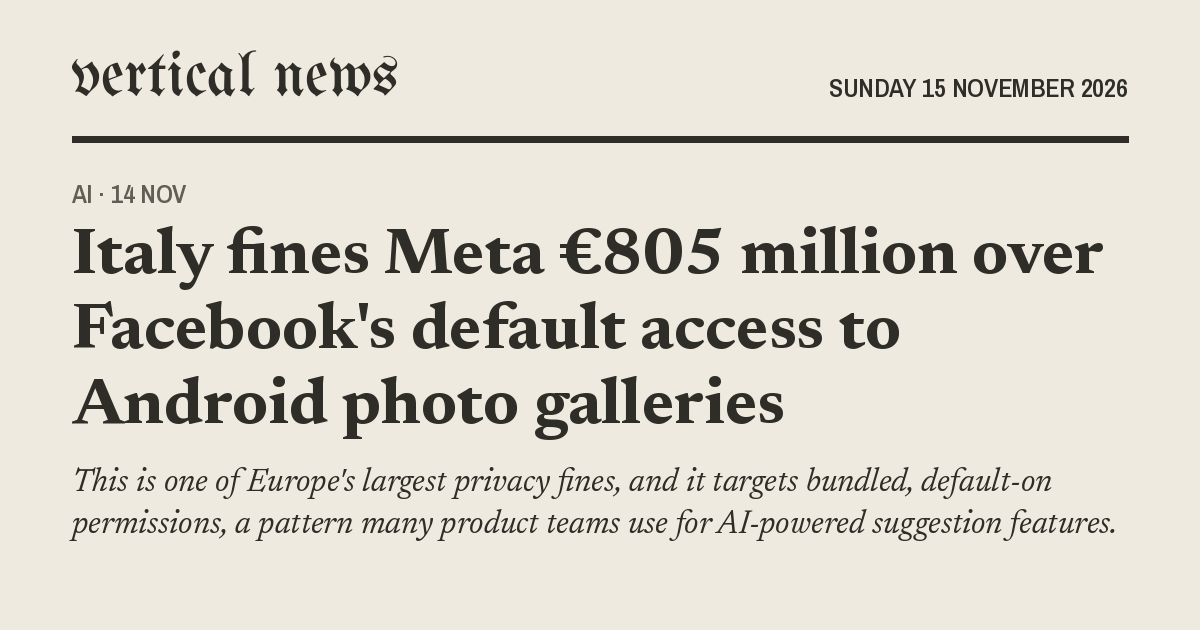 vertical news
SUNDAY 15 NOVEMBER 2026
AI · 14 NOV
Italy fines Meta €805 million over
Facebook's default access to
Android photo galleries
This is one of Europe's largest privacy fines, and it targets bundled, default-on
permissions, a pattern many product teams use for AI-powered suggestion features.